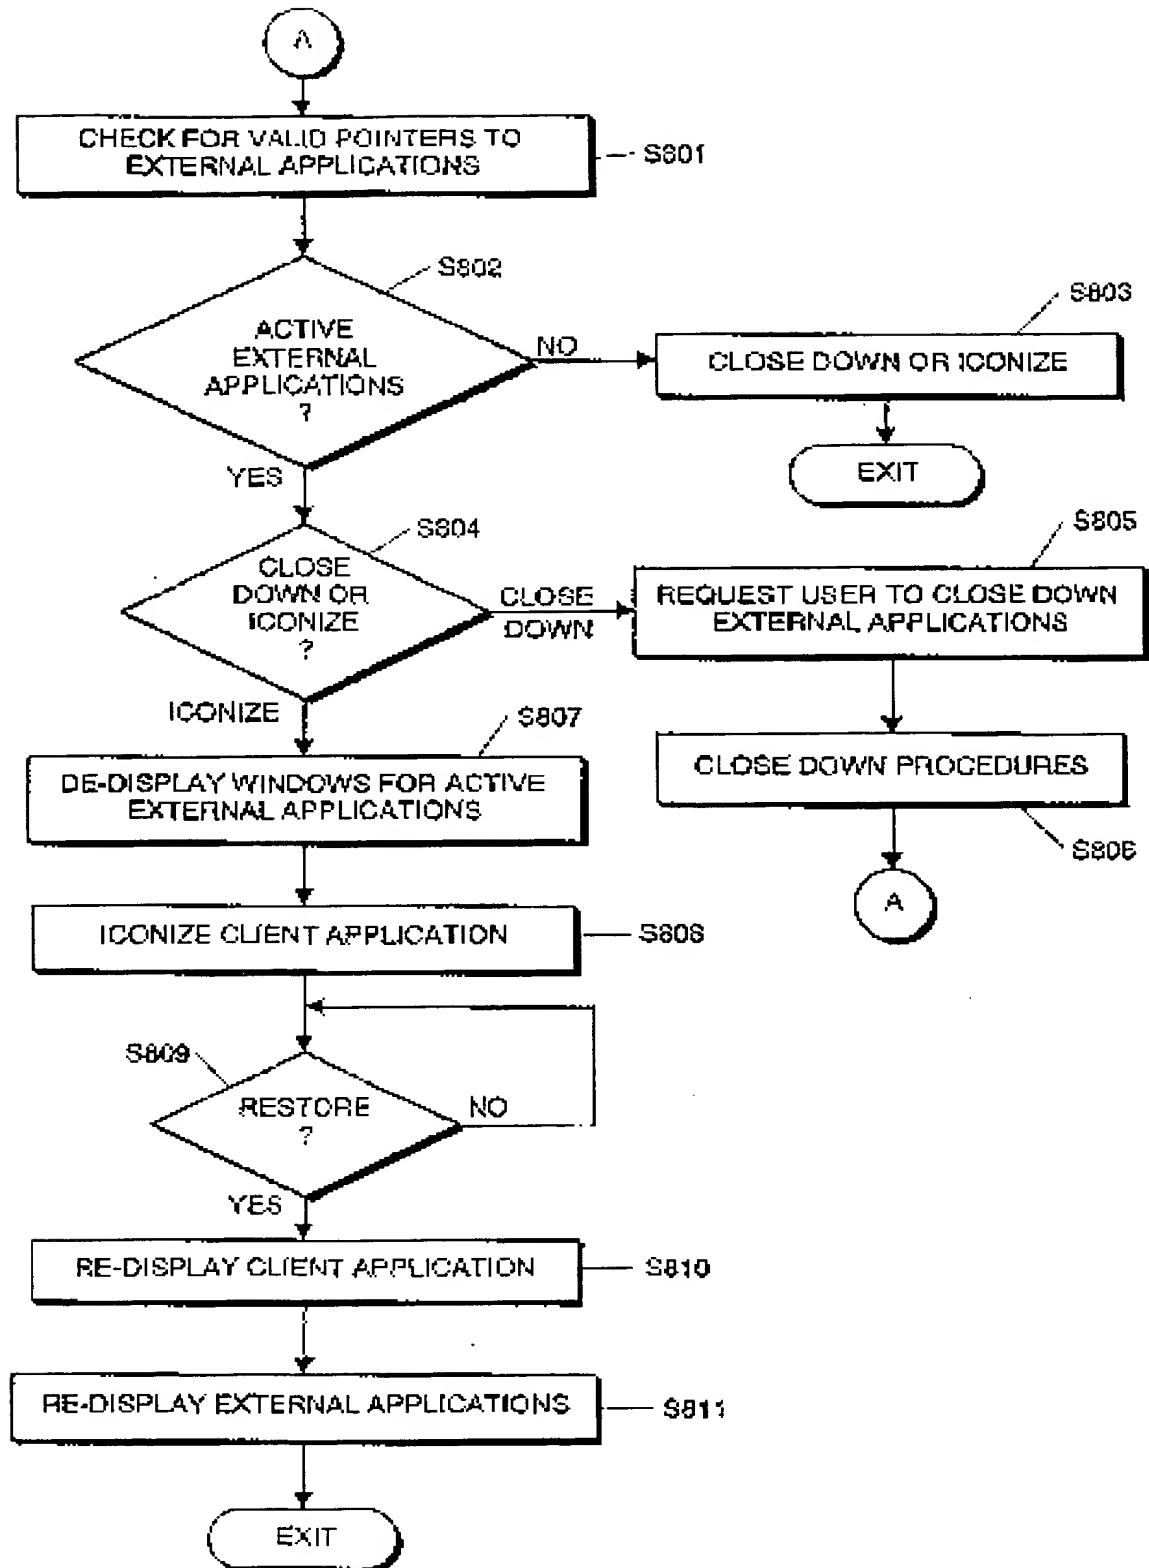 A
CHECK FOR VALID POINTERS TO
EXTERNAL APPLICATIONS
S801
S802
ACTIVE
EXTERNAL
APPLICATIONS
?
NO
S803
CLOSE DOWN OR ICONIZE
EXIT
YES
S804
CLOSE
DOWN OR
ICONIZE
?
CLOSE
DOWN
S805
REQUEST USER TO CLOSE DOWN
EXTERNAL APPLICATIONS
ICONIZE
S807
DE-DISPLAY WINDOWS FOR ACTIVE
EXTERNAL APPLICATIONS
CLOSE DOWN PROCEDURES
S806
A
ICONIZE CLIENT APPLICATION
S808
S809
RESTORE
?
NO
YES
RE-DISPLAY CLIENT APPLICATION
S810
RE-DISPLAY EXTERNAL APPLICATIONS
S811
EXIT